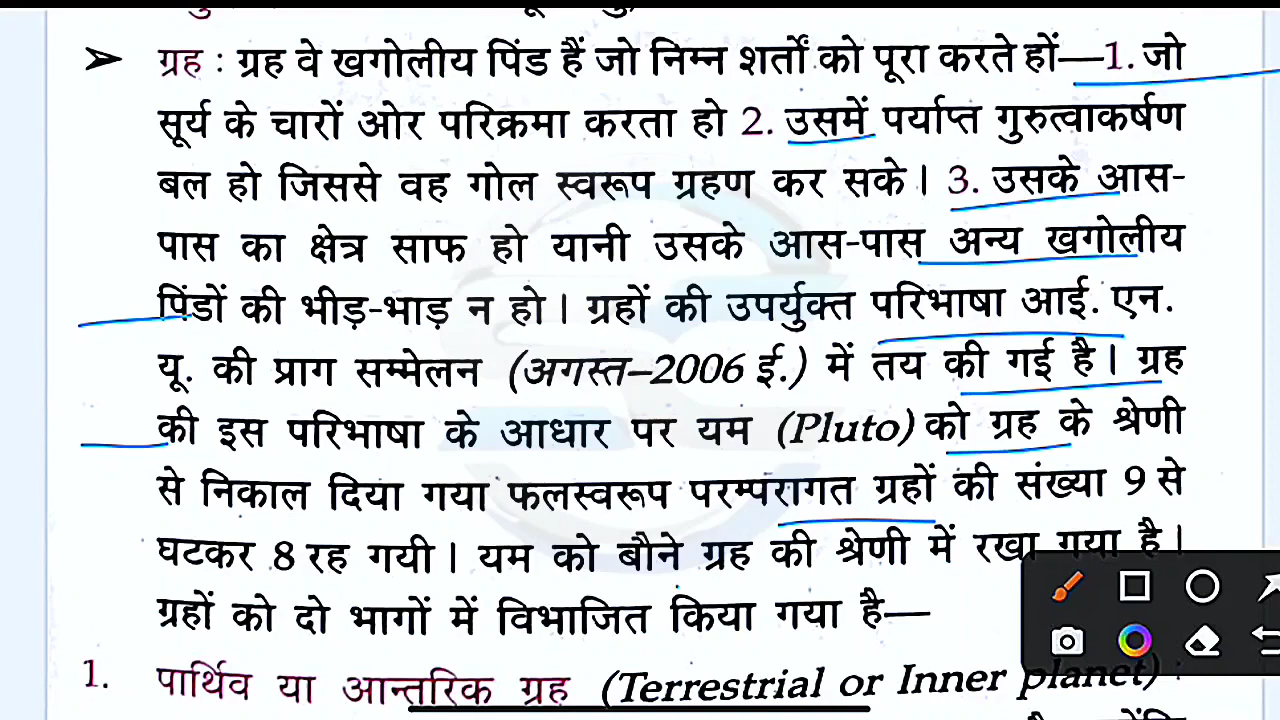 ➤ ग्रह : ग्रह वे खगोलीय पिंड हैं जो निम्न शर्तों को पूरा करते हों—1. जो
सूर्य के चारों ओर परिक्रमा करता हो 2. उसमें पर्याप्त गुरुत्वाकर्षण
बल हो जिससे वह गोल स्वरूप ग्रहण कर सके। 3. उसके आस-
पास का क्षेत्र साफ हो यानी उसके आस-पास अन्य खगोलीय
पिंडों की भीड़-भाड़ न हो। ग्रहों की उपर्युक्त परिभाषा आई. एन.
यू. की प्राग सम्मेलन (अगस्त–2006 ई.) में तय की गई है। ग्रह
की इस परिभाषा के आधार पर यम (Pluto) को ग्रह के श्रेणी
से निकाल दिया गया फलस्वरूप परम्परागत ग्रहों की संख्या 9 से
घटकर 8 रह गयी। यम को बौने ग्रह की श्रेणी में रखा गया है।
ग्रहों को दो भागों में विभाजित किया गया है—
1. पार्थिव या आन्तरिक ग्रह (Terrestrial or Inner planet) :